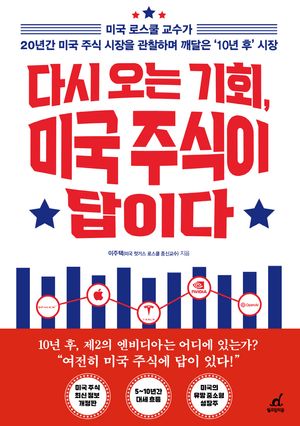 미국 로스쿨 교수가
20년간 미국 주식 시장을 관찰하며 깨달은 '10년 후' 시장
다시 오는 기회,
미국 주식이
답이다
이주택(미국 럿거스 로스쿨 종신교수) 지음
TESLA
NVIDIA
OpenAI
10년 후, 제2의 엔비디아는 어디에 있는가?
"여전히 미국 주식에 답이 있다!"
미국 주식
최신 정보
개정판
5~10년간
대세 흐름
미국의
유망 중소형
성장주